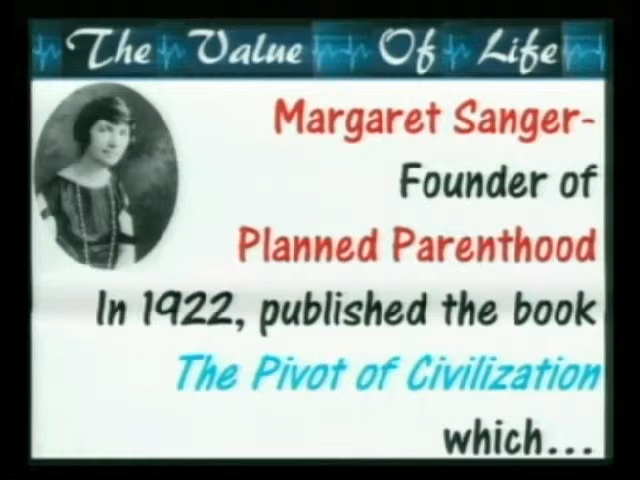 The Value Of Life
Margaret Sanger-
Founder of
Planned Parenthood
In 1922, published the book
The Pivot of Civilization
which...